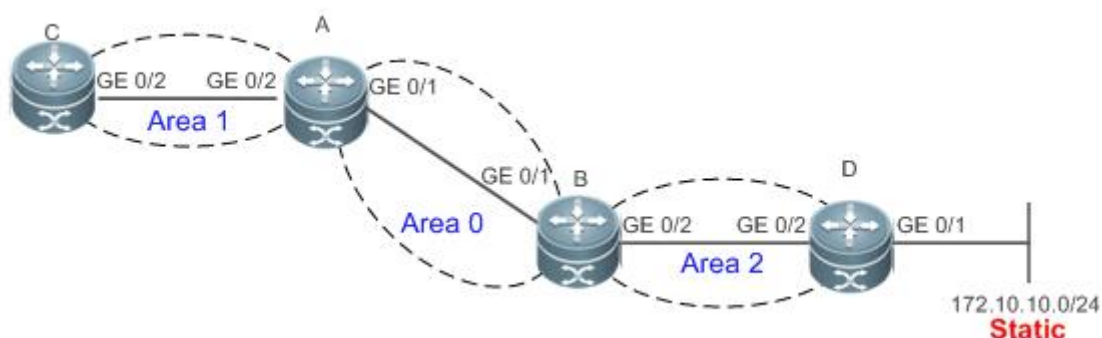 C
A
GE 0/2
GE 0/2
GE 0/1
Area 1
GE 0/1
B
D
Area 0
GE 0/2
GE 0/2
GE 0/1
Area 2
172.10.10.0/24
Static